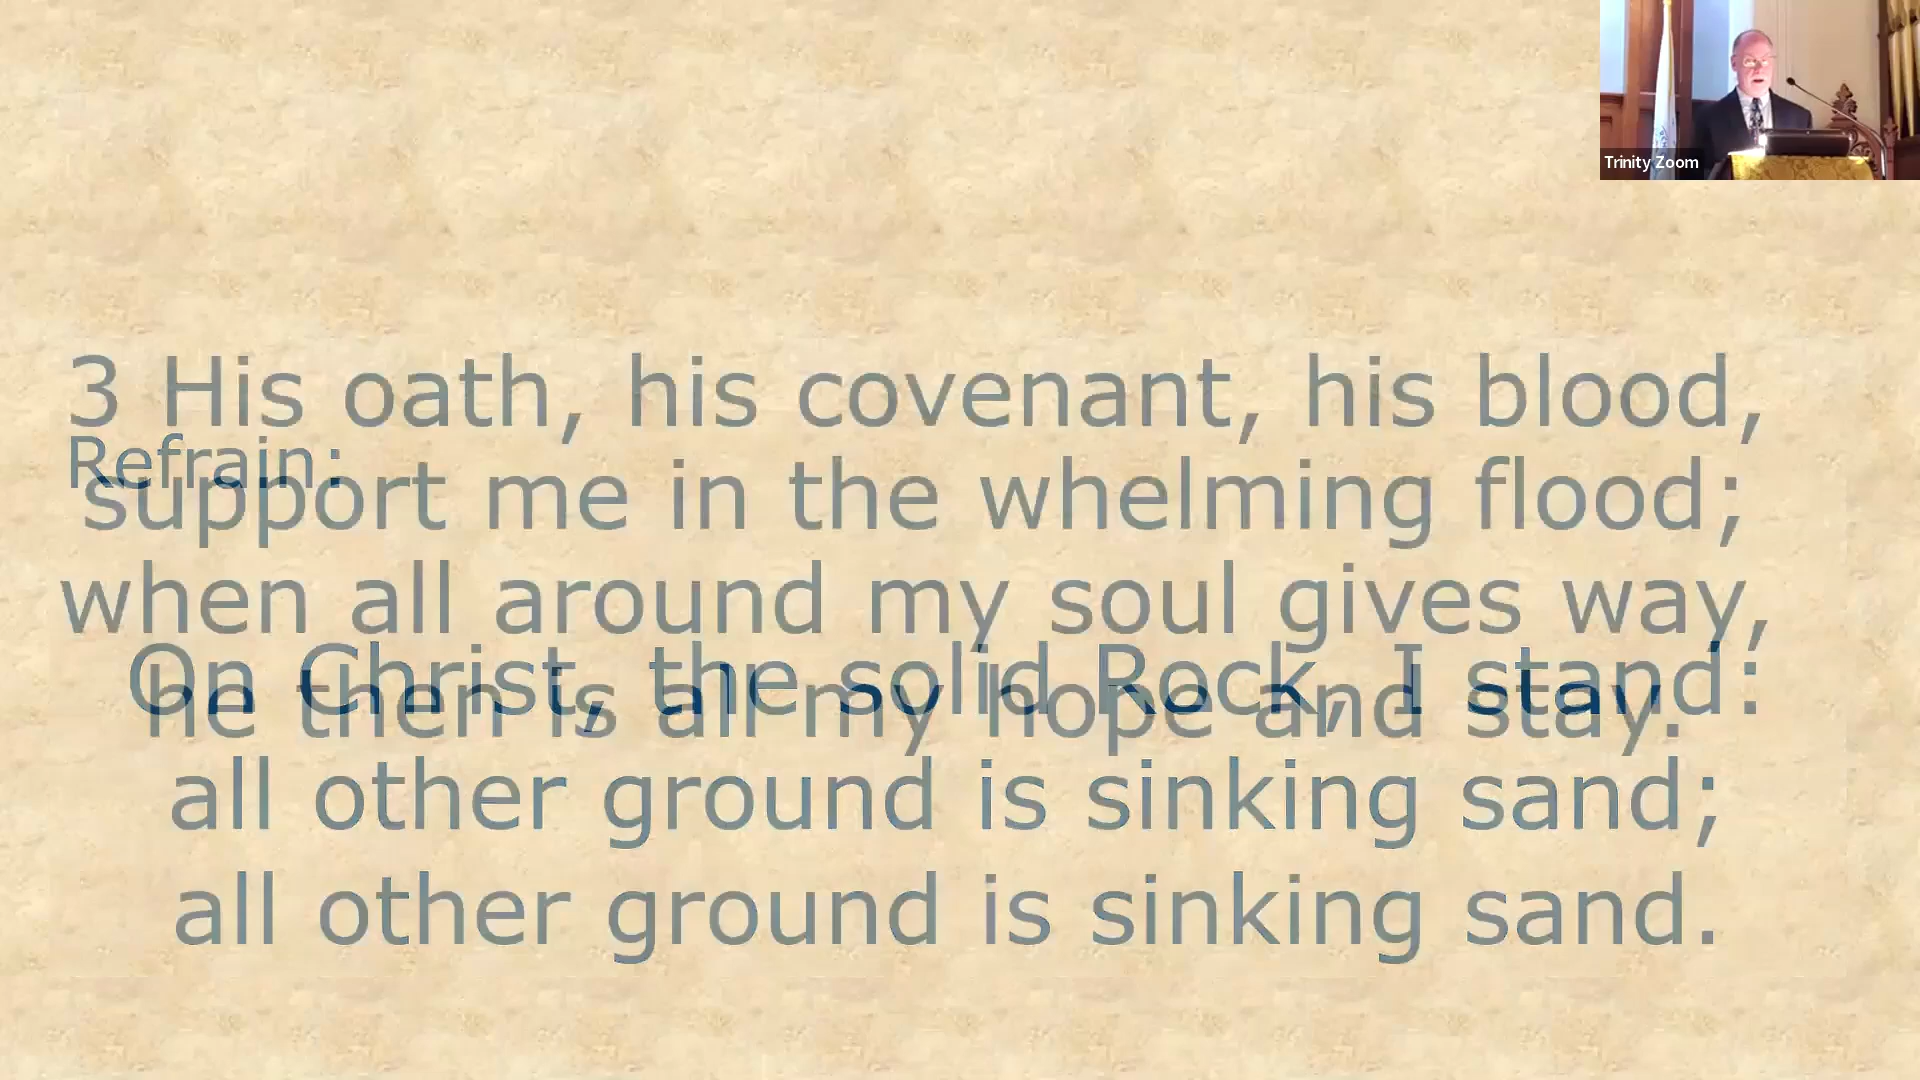 Trinity Zoom
3 His oath, his covenant, his blood,
Refrain:
support me in the whelming flood;
when all around my soul gives way,
On Christ, the solid Rock, I stand:
he then is all my hope and stay.
all other ground is sinking sand;
all other ground is sinking sand.